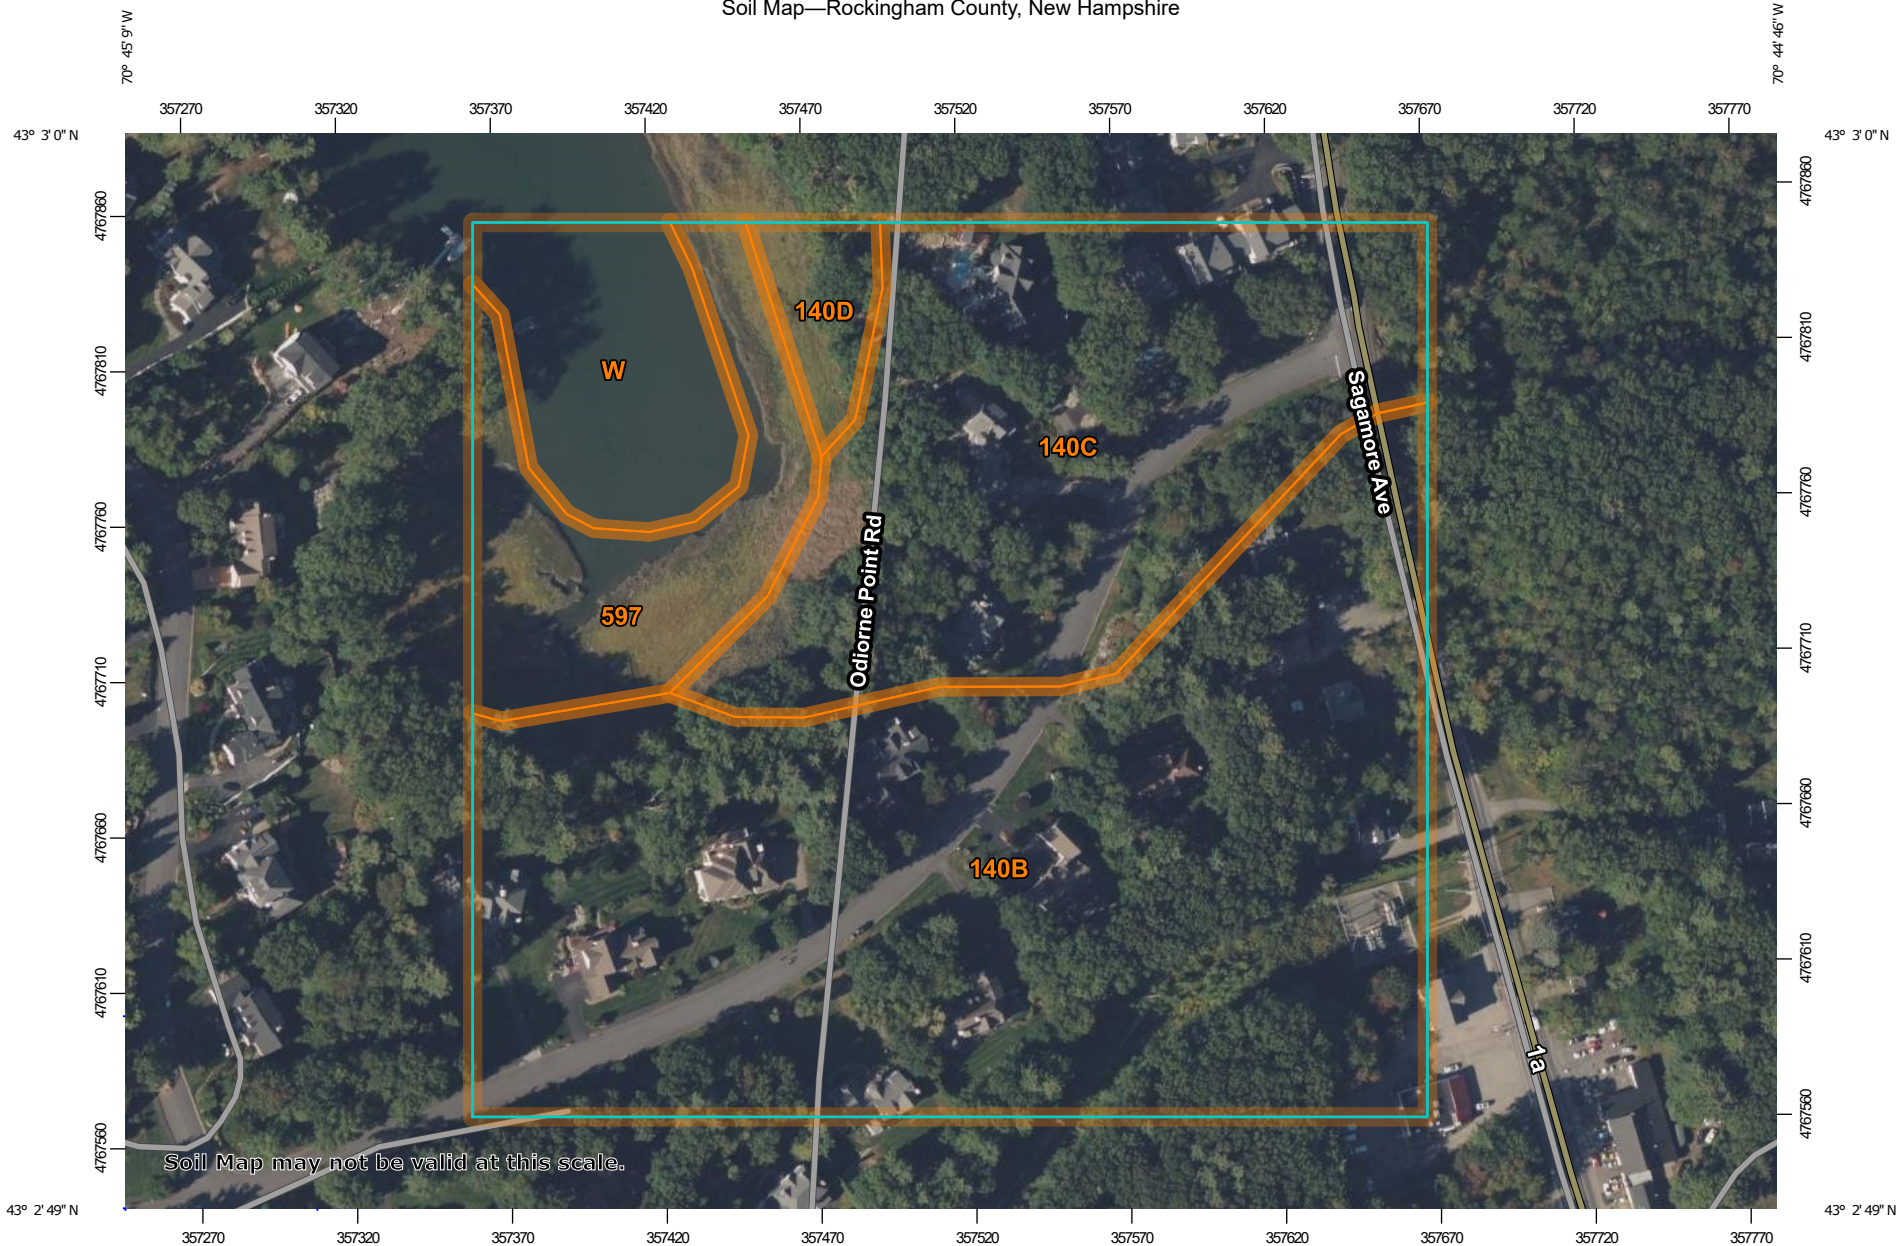 Soil Map—Rockingham County, New Hampshire
70° 45' 9'' W
70° 44' 46'' W
357270 357320 357370 357420 357470 357520 357570 357620 357670 357720 357770
43° 3' 0'' N
43° 3' 0'' N
4767860
4767860
140D
4767810
4767810
W
Sagamore Ave
140C
4767760
4767760
Odiorne Point Rd
597
4767710
4767710
4767660
4767660
140B
4767610
4767610
1a
4767560
4767560
Soil Map may not be valid at this scale.
43° 2' 49'' N
43° 2' 49'' N
357270 357320 357370 357420 357470 357520 357570 357620 357670 357720 357770